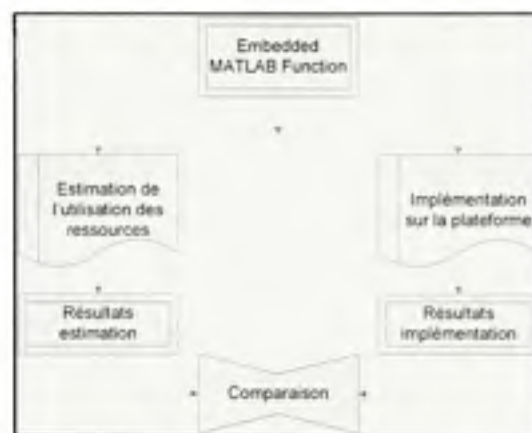 Embedded
MATLAB Function
Estimation de
l'utilisation des
ressources
Implémentation
sur la plateforme
Résultats
estimation
Résultats
implémentation
Comparaison